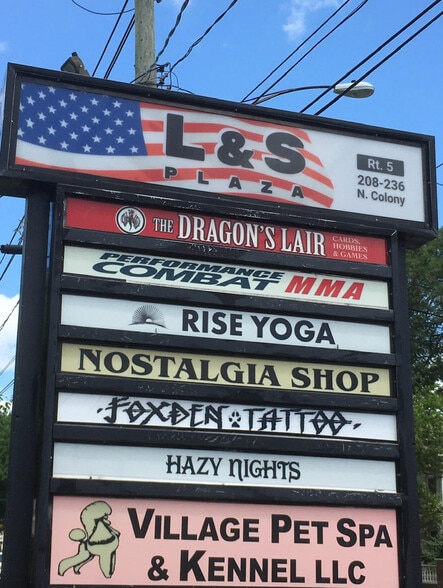 L&S
PLAZA
Rt. 5
208-236
N. Colony
THE DRAGON'S LAIR
CARDS,
HOBBIES
& GAMES
PERFORMANCE
COMBAT MMA
RISE YOGA
NOSTALGIA SHOP
·FOXDEN TATTOO·
HAZY NIGHTS
VILLAGE PET SPA
& KENNEL LLC